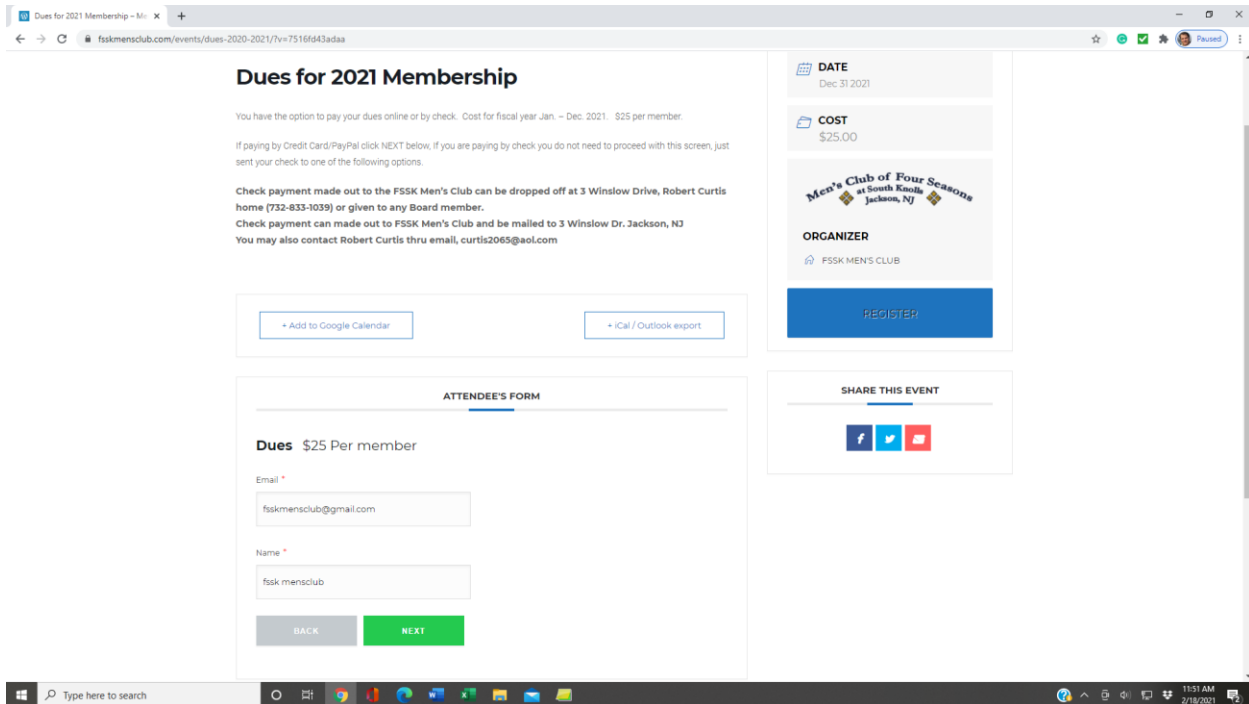 Dues for 2021 Membership – Me
fsskmensclub.com/events/dues-2020-2021/?v=7516fd43adaa
Paused
Dues for 2021 Membership
You have the option to pay your dues online or by check. Cost for fiscal year Jan. – Dec. 2021. $25 per member.
If paying by Credit Card/PayPal click NEXT below, If you are paying by check you do not need to proceed with this screen, just
sent your check to one of the following options.
Check payment made out to the FSSK Men's Club can be dropped off at 3 Winslow Drive, Robert Curtis
home (732-833-1039) or given to any Board member.
Check payment can made out to FSSK Men's Club and be mailed to 3 Winslow Dr. Jackson, NJ
You may also contact Robert Curtis thru email, curtis2065@aol.com
+ Add to Google Calendar
+ iCal / Outlook export
ATTENDEE'S FORM
Dues $25 Per member
Email *
fsskmensclub@gmail.com
Name *
fssk mensclub
BACK
NEXT
DATE
Dec 31 2021
COST
$25.00
Men's Club of Four Seasons
at South Knolls
Jackson, NJ
ORGANIZER
FSSK MEN'S CLUB
REGISTER
SHARE THIS EVENT
Type here to search
11:51 AM
2/18/2021